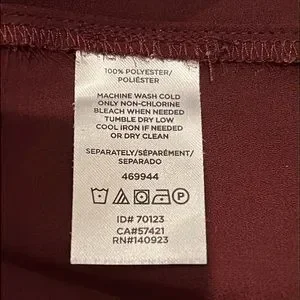 100% POLYESTER/
POLIÉSTER
MACHINE WASH COLD
ONLY NON-CHLORINE
BLEACH WHEN NEEDED
TUMBLE DRY LOW
COOL IRON IF NEEDED
OR DRY CLEAN
SEPARATELY/SÉPARÉMENT/
SEPARADO
469944
P
ID# 70123
CA#57421
RN#140923